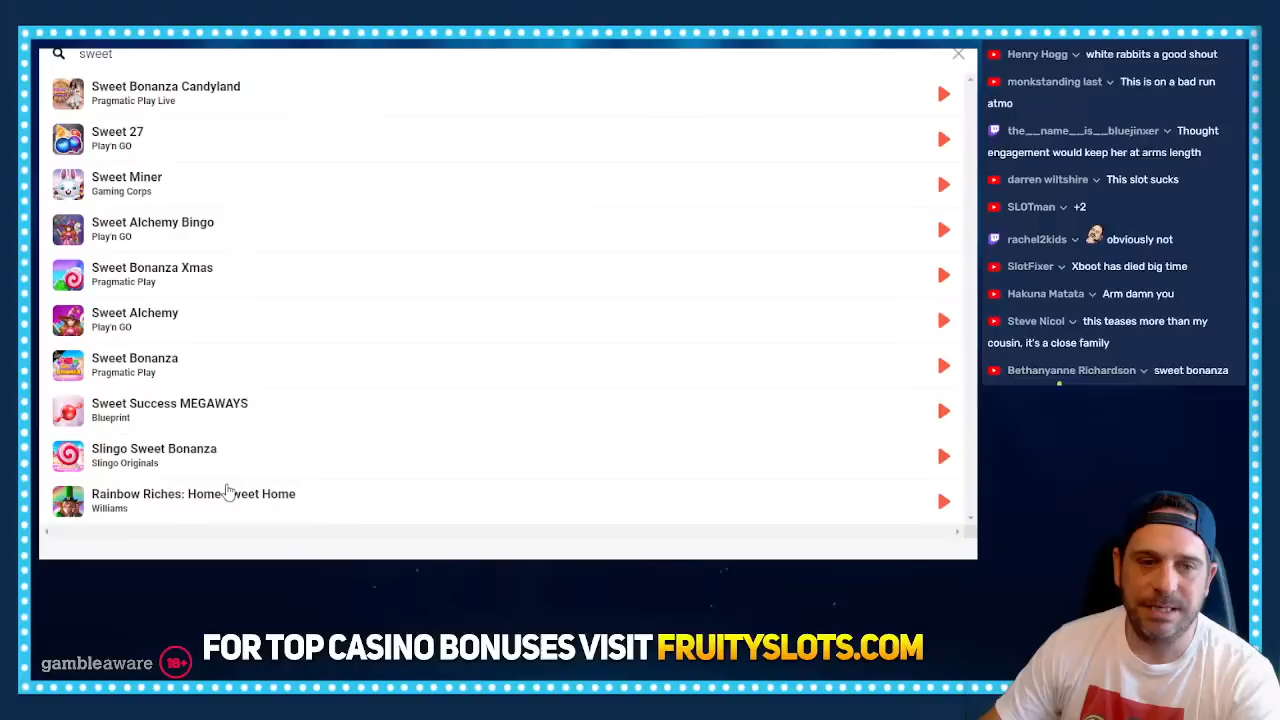 sweet
Sweet Bonanza Candyland
Pragmatic Play Live
Sweet 27
Play'n GO
Sweet Miner
Gaming Corps
Sweet Alchemy Bingo
Play'n GO
Sweet Bonanza Xmas
Pragmatic Play
Sweet Alchemy
Play'n GO
Sweet Bonanza
Pragmatic Play
Sweet Success MEGAWAYS
Blueprint
Slingo Sweet Bonanza
Slingo Originals
Rainbow Riches: Home Sweet Home
Williams
Henry Hogg white rabbits a good shout
monkstanding last This is on a bad run
atmo
the__name__is__bluejinxer Thought
engagement would keep her at arms length
darren wiltshire This slot sucks
SLOTman +2
rachel2kids obviously not
SlotFixer Xboot has died big time
Hakuna Matata Arm damn you
Steve Nicol this teases more than my
cousin, it's a close family
Bethanyanne Richardson sweet bonanza
gambleaware 18+
FOR TOP CASINO BONUSES VISIT FRUITYSLOTS.COM